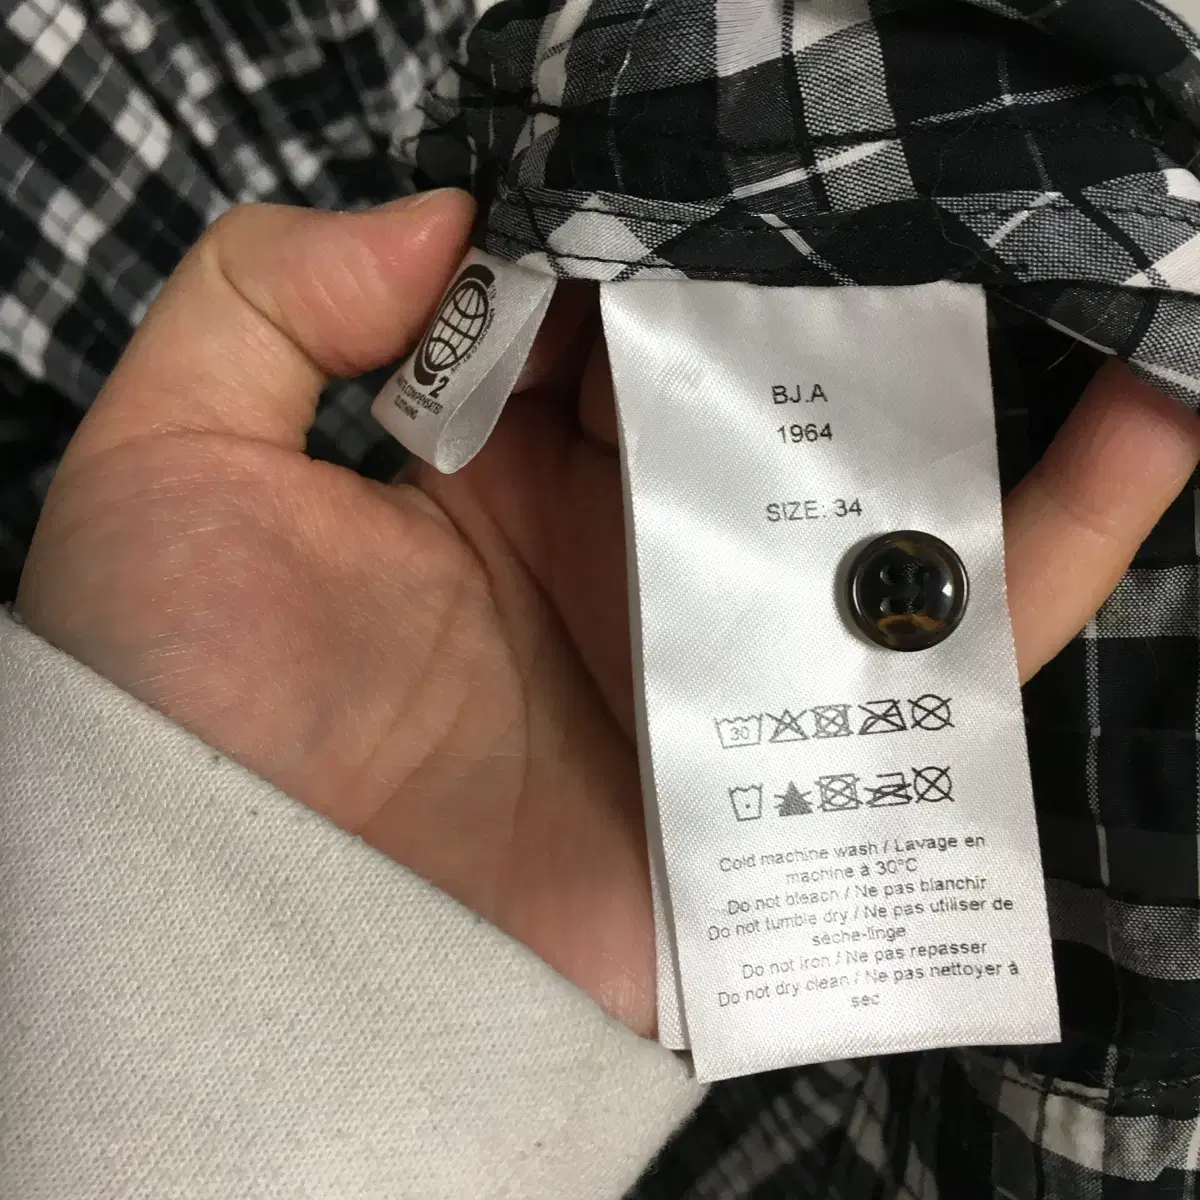 2
COMPENSATED
CLOTHING
BJ.A
1964
SIZE: 34
30
Cold machine wash / Lavage en
machine à 30°C
Do not bleach / Ne pas blanchir
Do not tumble dry / Ne pas utiliser de
sèche-linge
Do not iron / Ne pas repasser
Do not dry clean / Ne pas nettoyer à
sec